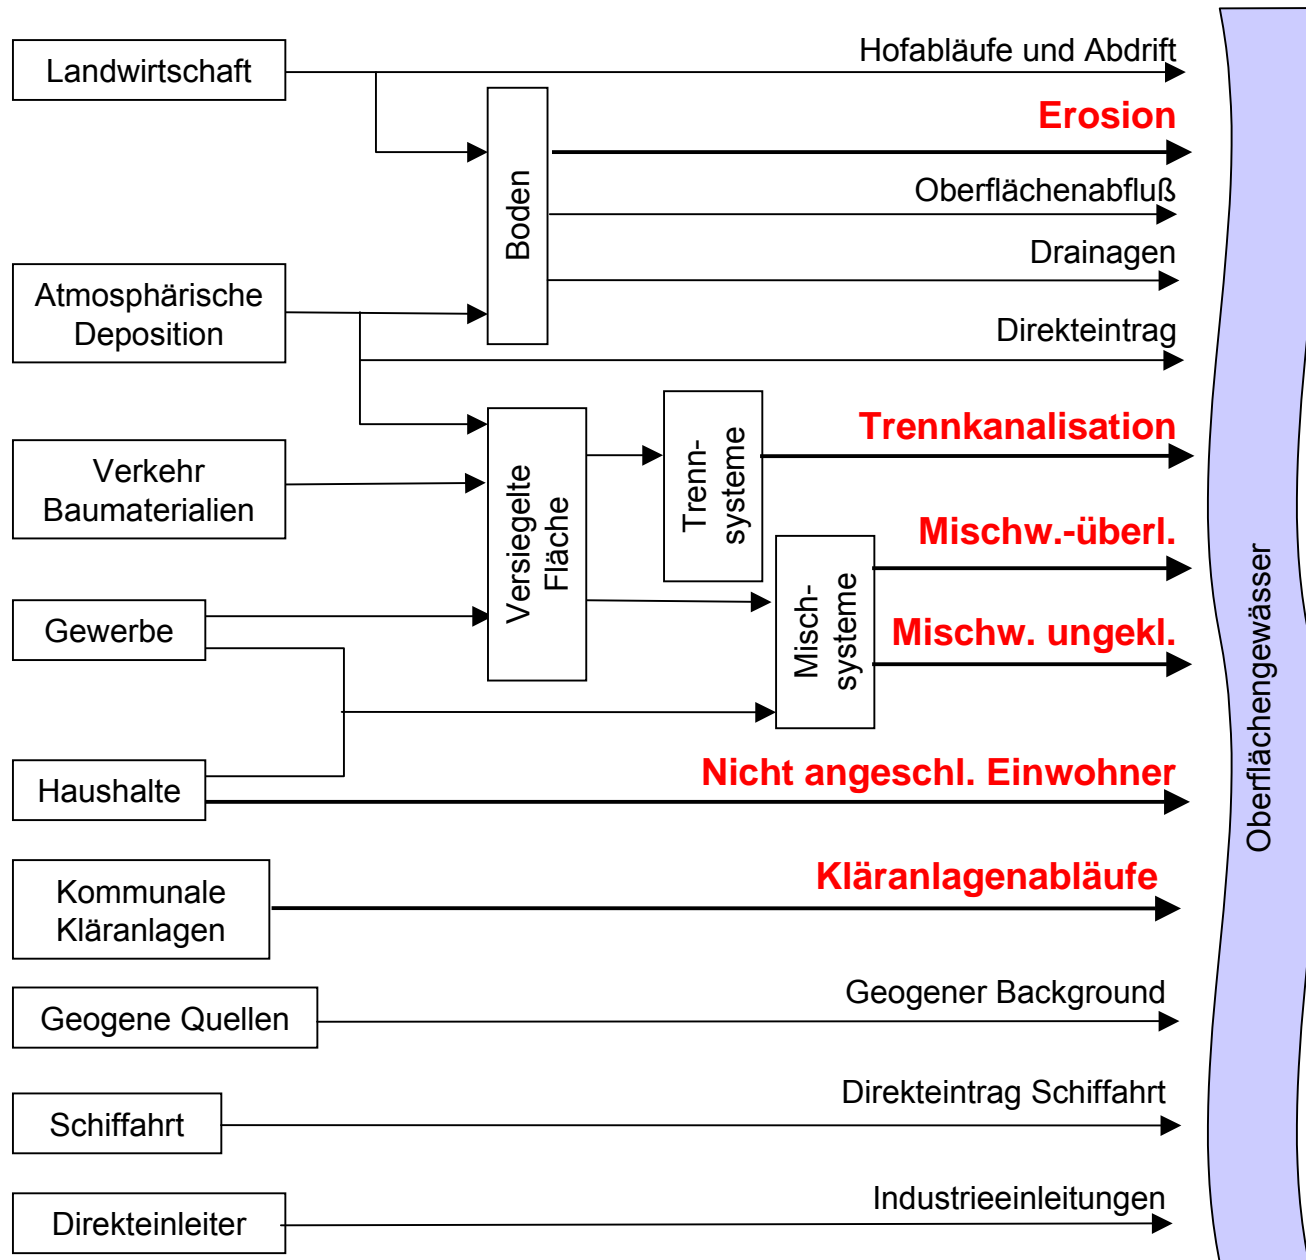 Landwirtschaft
Hofabläufe und Abdrift
Erosion
Boden
Oberflächenabfluß
Drainagen
Atmosphärische
Deposition
Direkteintrag
Trennkanalisation
Verkehr
Baumaterialien
Versiegelte
Fläche
Trenn-
systeme
Mischw.-überl.
Gewerbe
Misch-
systeme
Mischw. ungekl.
Oberflächengewässer
Haushalte
Nicht angeschl. Einwohner
Kommunale
Kläranlagen
Kläranlagenabläufe
Geogene Quellen
Geogener Background
Schiffahrt
Direkteintrag Schiffahrt
Direkteinleiter
Industrieeinleitungen